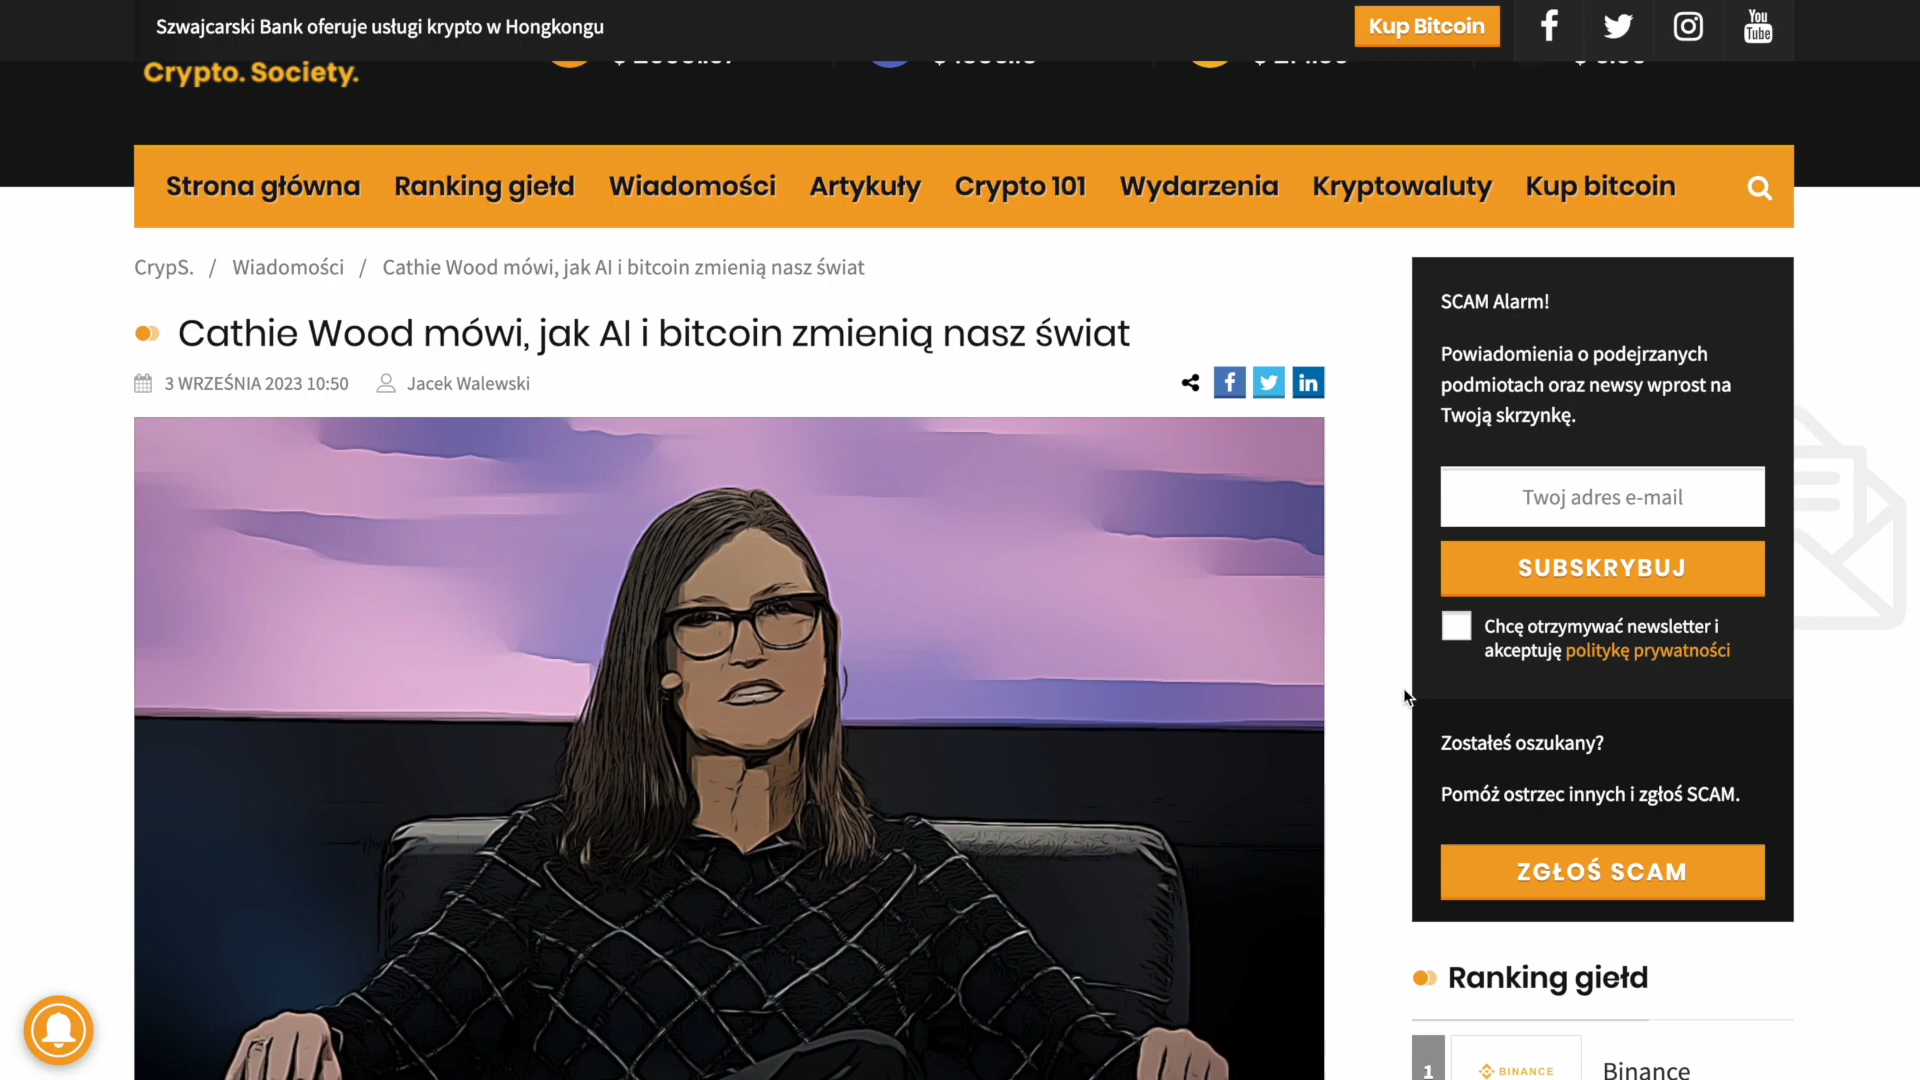 Szwajcarski Bank oferuje usługi krypto w Hongkongu
Kup Bitcoin
You
Tube
Crypto. Society.
Strona główna
Ranking giełd
Wiadomości
Artykuły
Crypto 101
Wydarzenia
Kryptowaluty
Kup bitcoin
CrypS. / Wiadomości / Cathie Wood mówi, jak AI i bitcoin zmienią nasz świat
Cathie Wood mówi, jak AI i bitcoin zmienią nasz świat
3 WRZEŚNIA 2023 10:50
Jacek Walewski
SCAM Alarm!
Powiadomienia o podejrzanych
podmiotach oraz newsy wprost na
Twoją skrzynkę.
Twoj adres e-mail
SUBSKRYBUJ
Chcę otrzymywać newsletter i
akceptuję politykę prywatności
Zostałeś oszukany?
Pomóż ostrzec innych i zgłoś SCAM.
ZGŁOŚ SCAM
Ranking giełd
1
BINANCE
Binance